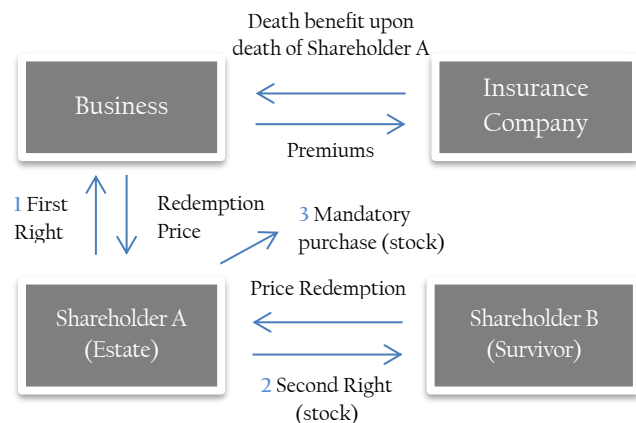 Death benefit upon
death of Shareholder A
Business
Insurance
Company
Premiums
1 First
Right
Redemption
Price
3 Mandatory
purchase (stock)
Price Redemption
Shareholder A
(Estate)
Shareholder B
(Survivor)
2 Second Right
(stock)